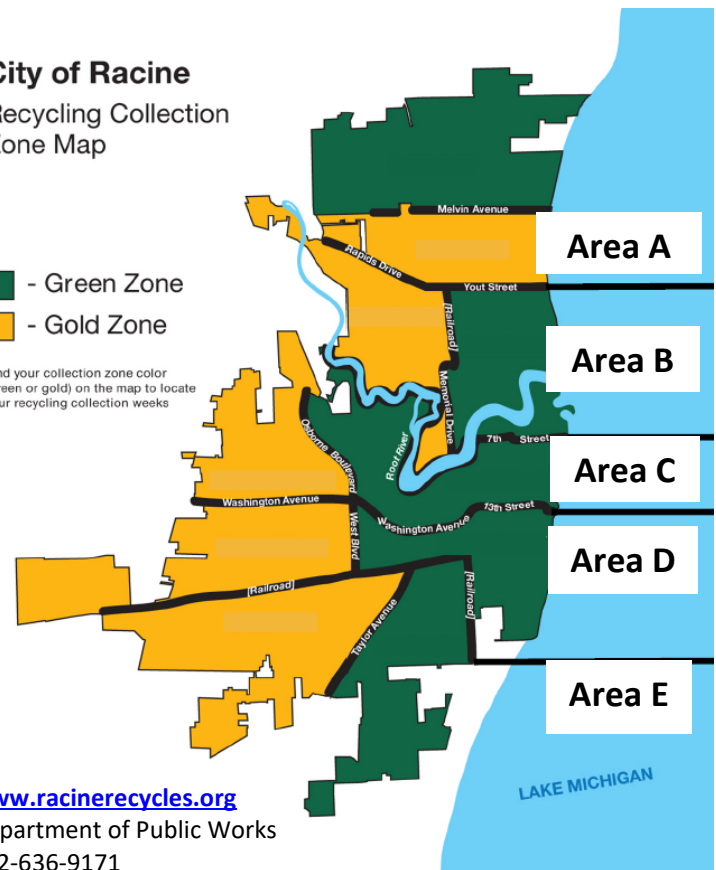 City of Racine
Recycling Collection
Zone Map
- Green Zone
- Gold Zone
nd your collection zone color
reen or gold) on the map to locate
ur recycling collection weeks
Melvin Avenue
Area A
Rapids Drive
Yout Street
[Railroad]
Area B
Memorial Drive
Osborne Boulevard
Root River
7th Street
Area C
Washington Avenue
West Blvd
Washington Avenue
13th Street
Area D
[Railroad]
[Railroad]
Taylor Avenue
Area E
LAKE MICHIGAN
ww.racinerecycles.org
partment of Public Works
2-636-9171